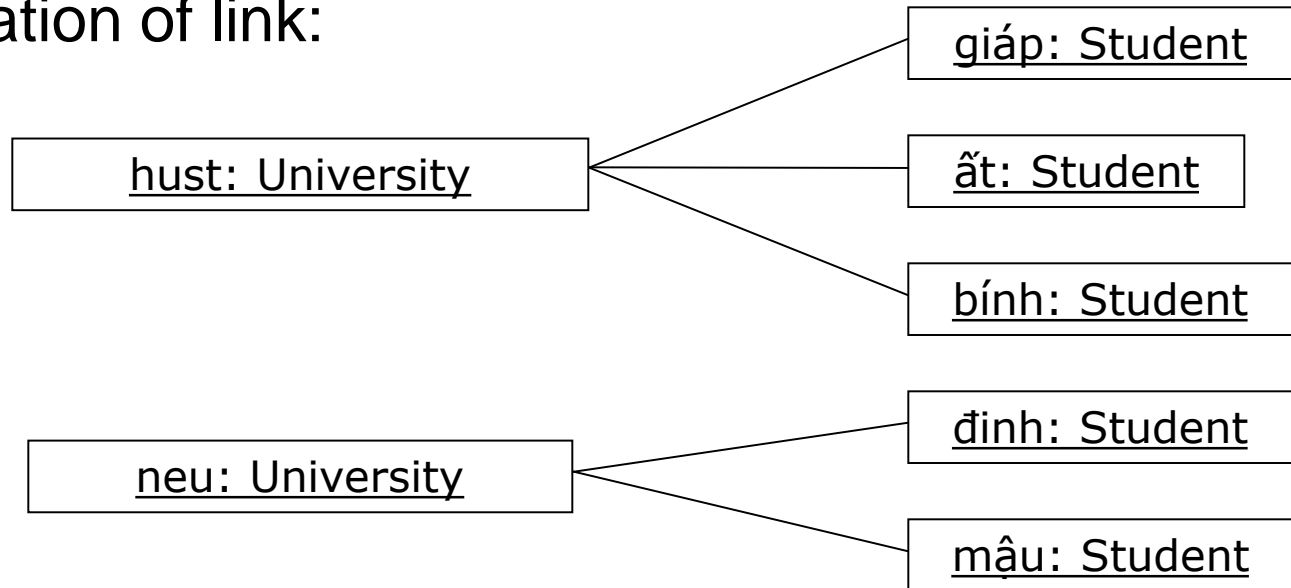 ation of link:
giáp: Student
hust: University
ất: Student
bính: Student
đinh: Student
neu: University
mậu: Student